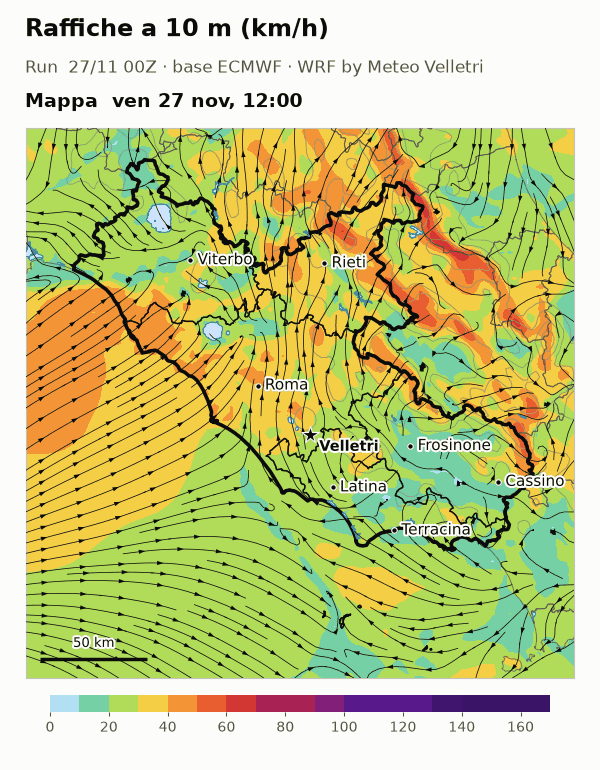 Raffiche a 10 m (km/h)
Run 27/11 00Z · base ECMWF · WRF by Meteo Velletri
Mappa ven 27 nov, 12:00
Viterbo
Rieti
Roma
Velletri
Frosinone
Cassino
Latina
Terracina
50 km
0 20 40 60 80 100 120 140 160